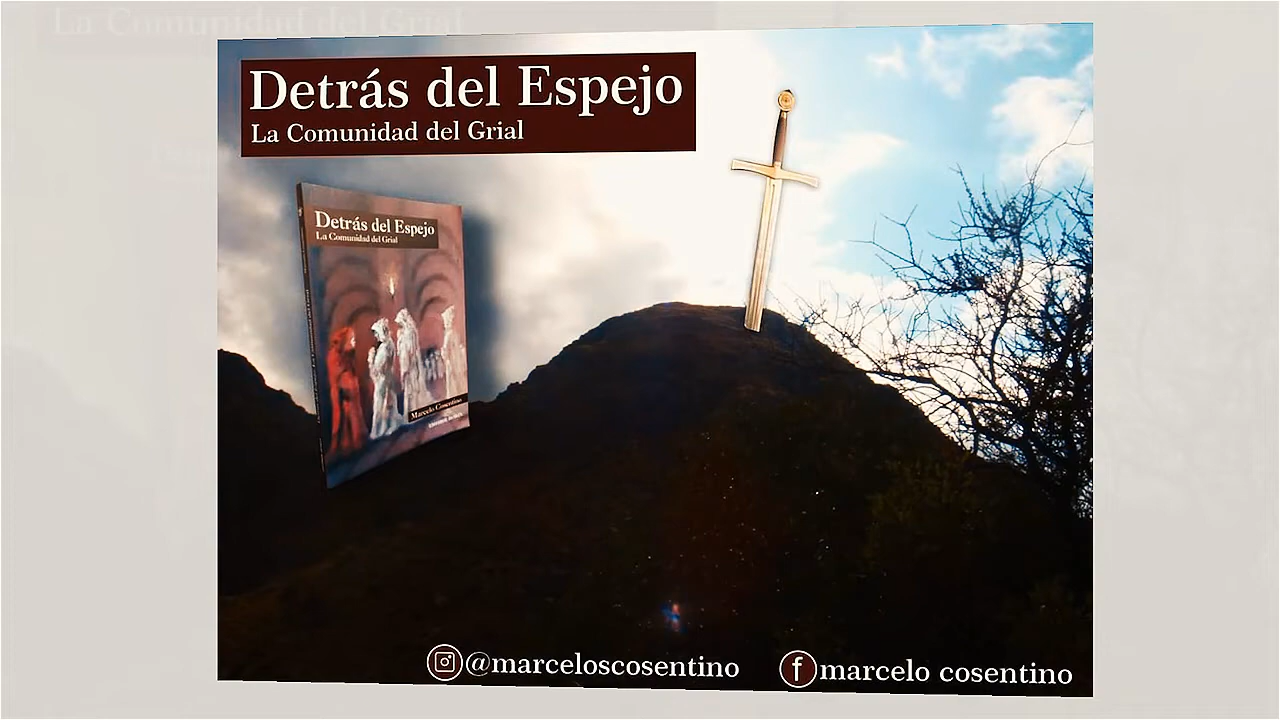 La Comunidad del Grial
Detrás del Espejo
La Comunidad del Grial
Detrás del Espejo
La Comunidad del Grial
Marcelo Cosentino
@marceloscosentino
marcelo cosentino